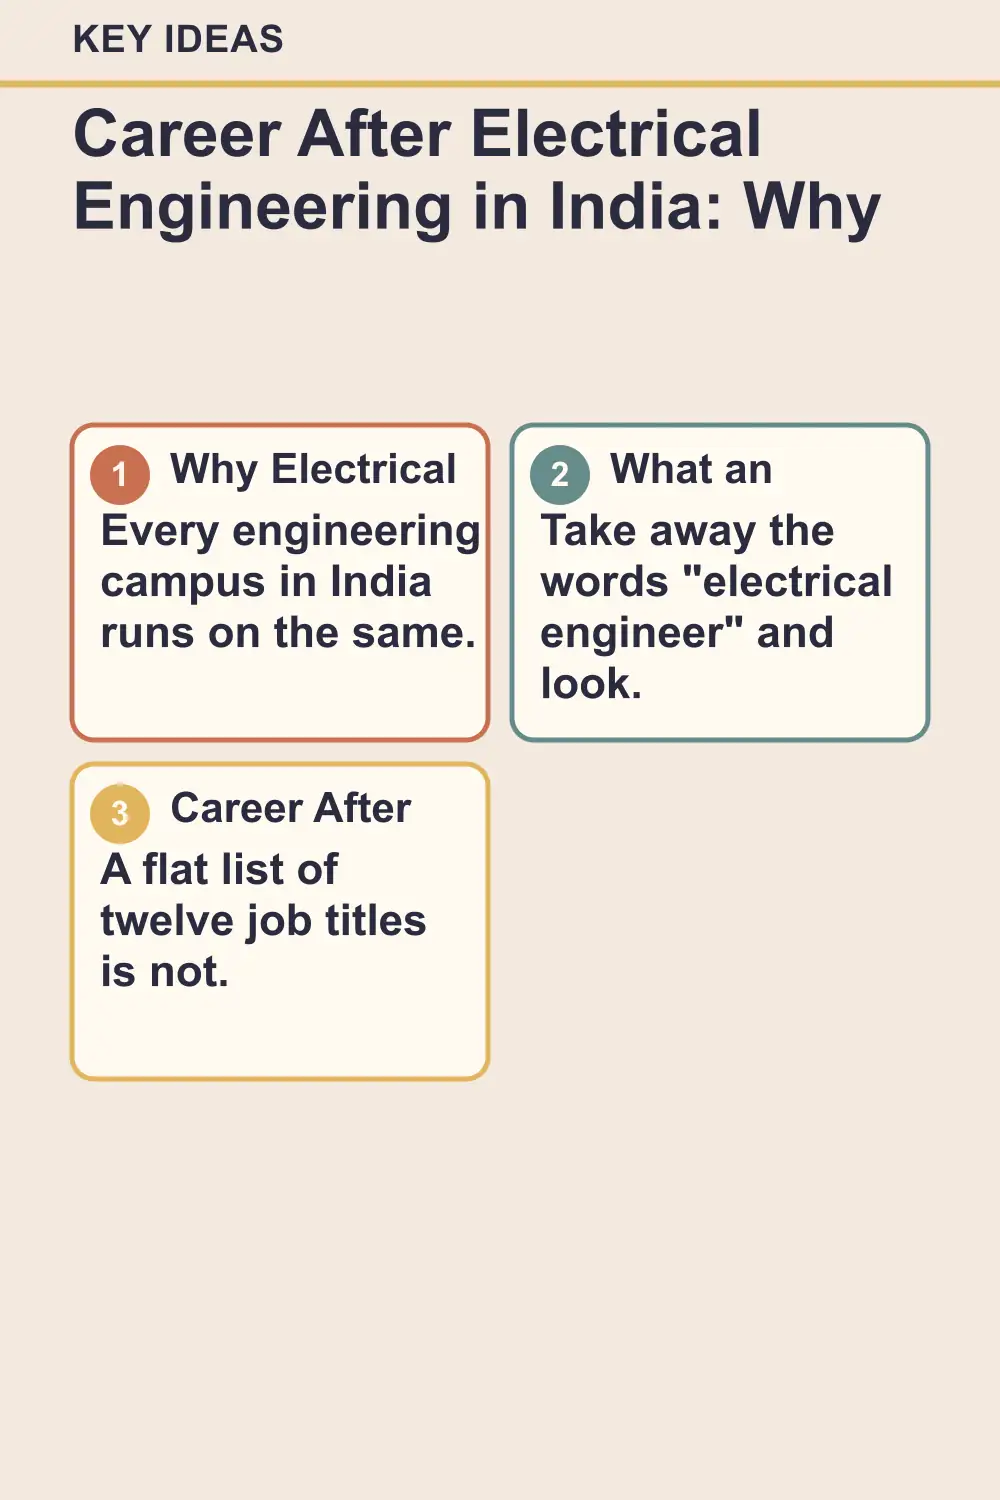 KEY IDEAS
Career After Electrical
Engineering in India: Why
1 Why Electrical
Every engineering
campus in India
runs on the same.
2 What an
Take away the
words "electrical
engineer" and
look.
3 Career After
A flat list of
twelve job titles
is not.